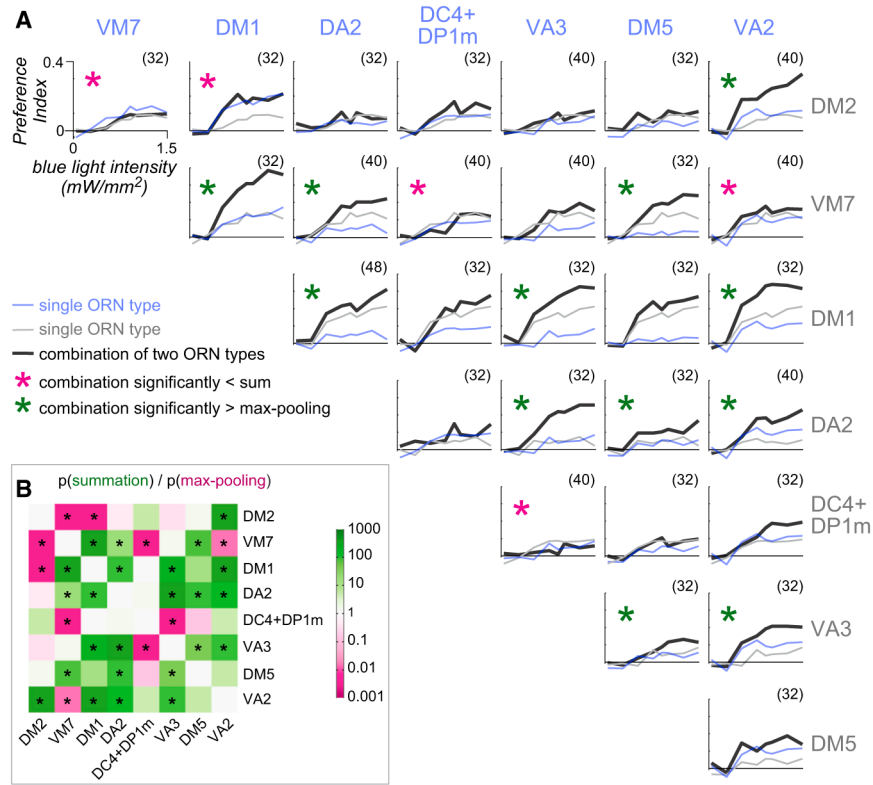 A
VM7
DM1
DA2
DC4+
DP1m
VA3
DM5
VA2
0.4
Preference
Index
0
0
1.5
blue light intensity
(mW/mm2)
(32)
(32)
(32)
(32)
(40)
(32)
(40)
DM2
(32)
(40)
(40)
(40)
(32)
(40)
VM7
(48)
(32)
(32)
(32)
(32)
DM1
single ORN type
single ORN type
combination of two ORN types
* combination significantly < sum
* combination significantly > max-pooling
(32)
(32)
(32)
(40)
DA2
(40)
(32)
(32)
DC4+
DP1m
(32)
(32)
VA3
(32)
DM5
B
p(summation) / p(max-pooling)
DM2
VM7
DM1
DA2
DC4+DP1m
VA3
DM5
VA2
1000
100
10
1
0.1
0.01
0.001
DM2
VM7
DM1
DA2
DC4+DP1m
VA3
DM5
VA2